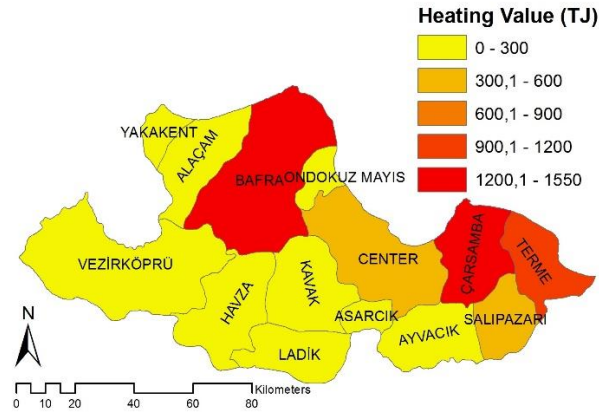 Heating Value (TJ)
0 - 300
300,1 - 600
600,1 - 900
900,1 - 1200
1200,1 - 1550
YAKAKENT
ALAÇAM
BAFRA
ONDOKUZ MAYIS
VEZİRKÖPRÜ
HAVZA
KAVAK
CENTER
ÇARŞAMBA
TERME
ASARCIK
AYVACIK
SALIPAZARI
LADİK
N
Kilometers
0 10 20 40 60 80